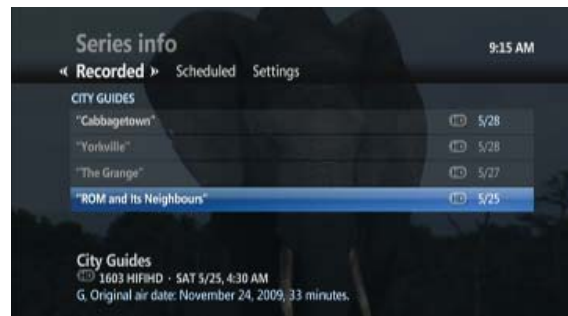 Series info
9:15 AM
« Recorded » Scheduled Settings
CITY GUIDES
"Cabbagetown" HD 5/28
"Yorkville" HD 5/28
"The Grange" HD 5/27
"ROM and Its Neighbours" HD 5/25
City Guides
HD 1603 HIFIHD · SAT 5/25, 4:30 AM
G, Original air date: November 24, 2009, 33 minutes.